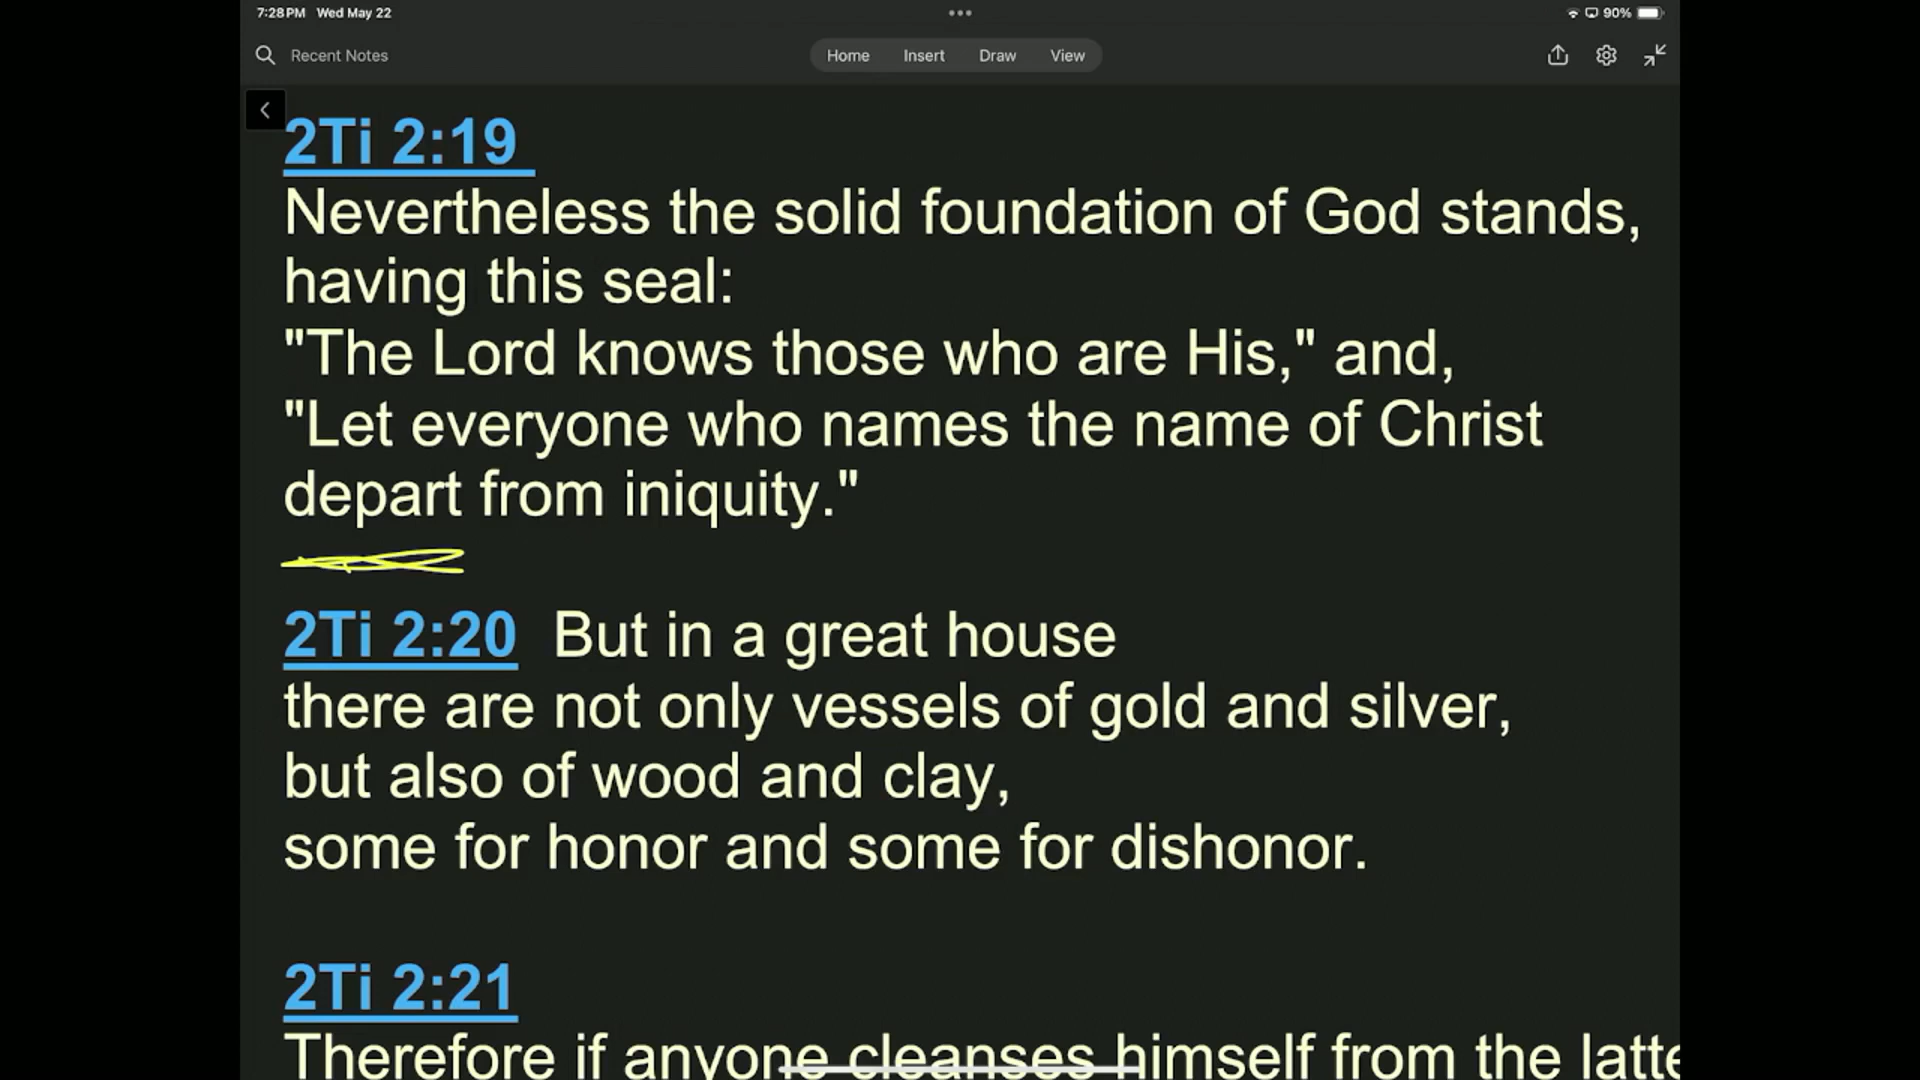 7:28 PM Wed May 22
90%
Recent Notes
Home Insert Draw View
2Ti 2:19
Nevertheless the solid foundation of God stands,
having this seal:
"The Lord knows those who are His," and,
"Let everyone who names the name of Christ
depart from iniquity."
2Ti 2:20 But in a great house
there are not only vessels of gold and silver,
but also of wood and clay,
some for honor and some for dishonor.
2Ti 2:21
Therefore if anyone cleanses himself from the latte